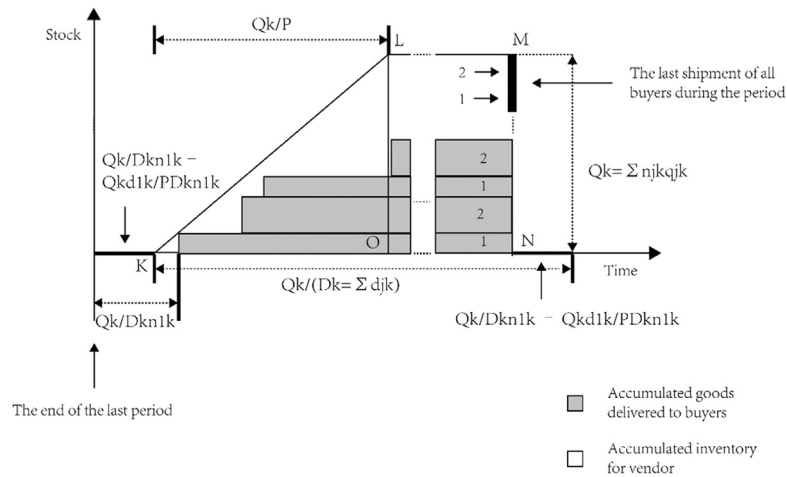 Stock
Qk/P
L
M
2
1
The last shipment of all
buyers during the period
Qk/Dkn1k –
Qkd1k/PDkn1k
2
1
2
1
Qk= Σ njkqjk
O
N
K
Time
Qk/(Dk= Σ djk)
Qk/Dkn1k
Qk/Dkn1k – Qkd1k/PDkn1k
The end of the last period
Accumulated goods
delivered to buyers
Accumulated inventory
for vendor